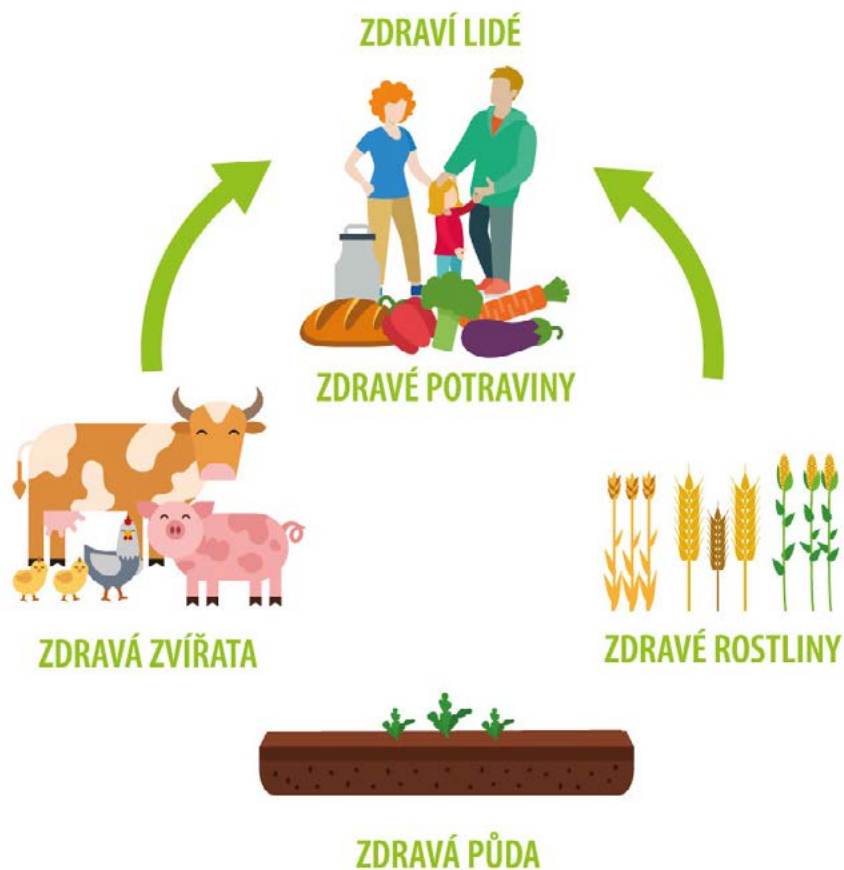 ZDRAVÍ LIDÉ
ZDRAVÉ POTRAVINY
ZDRAVÁ ZVÍŘATA
ZDRAVÉ ROSTLINY
ZDRAVÁ PŮDA